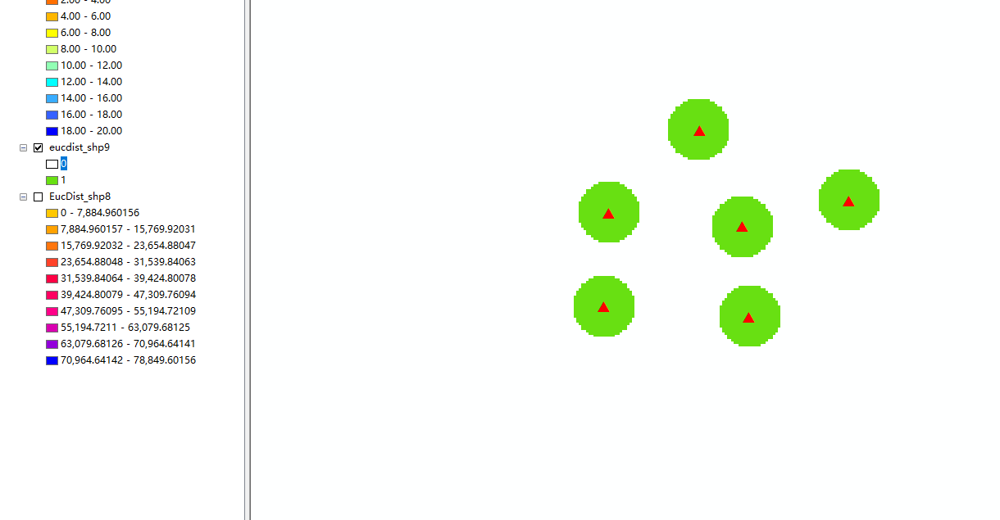 2.00 - 4.00
4.00 - 6.00
6.00 - 8.00
8.00 - 10.00
10.00 - 12.00
12.00 - 14.00
14.00 - 16.00
16.00 - 18.00
18.00 - 20.00
eucdist_shp9
0
1
EucDist_shp8
0 - 7,884.960156
7,884.960157 - 15,769.92031
15,769.92032 - 23,654.88047
23,654.88048 - 31,539.84063
31,539.84064 - 39,424.80078
39,424.80079 - 47,309.76094
47,309.76095 - 55,194.72109
55,194.7211 - 63,079.68125
63,079.68126 - 70,964.64141
70,964.64142 - 78,849.60156